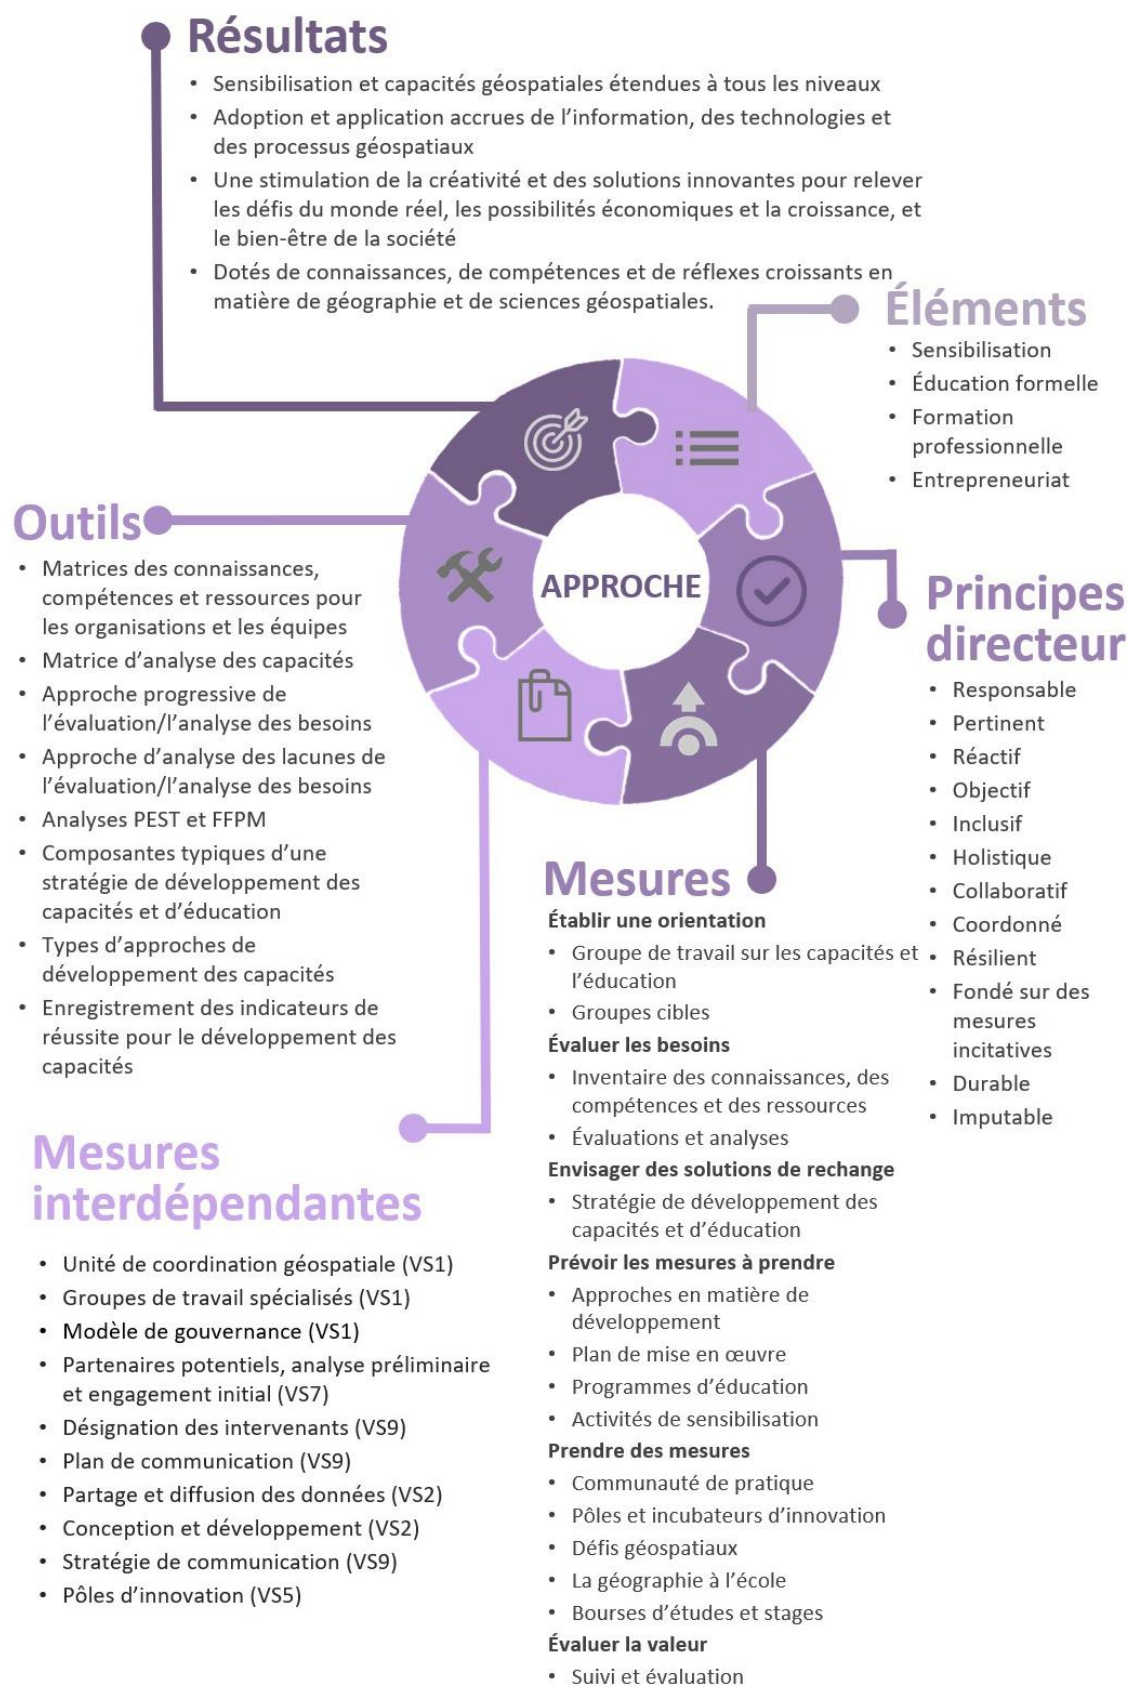 Résultats
• Sensibilisation et capacités géospatiales étendues à tous les niveaux
• Adoption et application accrues de l’information, des technologies et
des processus géospatiaux
• Une stimulation de la créativité et des solutions innovantes pour relever
les défis du monde réel, les possibilités économiques et la croissance, et
le bien-être de la société
• Dotés de connaissances, de compétences et de réflexes croissants en
matière de géographie et de sciences géospatiales.
Éléments
• Sensibilisation
• Éducation formelle
• Formation
professionnelle
• Entrepreneuriat
APPROCHE
Outils
• Matrices des connaissances,
compétences et ressources pour
les organisations et les équipes
• Matrice d’analyse des capacités
• Approche progressive de
l’évaluation/l’analyse des besoins
• Approche d’analyse des lacunes de
l’évaluation/l’analyse des besoins
• Analyses PEST et FFPM
• Composantes typiques d’une
stratégie de développement des
capacités et d’éducation
• Types d’approches de
développement des capacités
• Enregistrement des indicateurs de
réussite pour le développement des
capacités
Principes
directeur
• Responsable
• Pertinent
• Réactif
• Objectif
• Inclusif
• Holistique
• Collaboratif
• Coordonné
• Résilient
• Fondé sur des
mesures
incitatives
• Durable
• Imputable
Mesures
Établir une orientation
• Groupe de travail sur les capacités et
l’éducation
• Groupes cibles
Évaluer les besoins
• Inventaire des connaissances, des
compétences et des ressources
• Évaluations et analyses
Envisager des solutions de rechange
• Stratégie de développement des
capacités et d’éducation
Prévoir les mesures à prendre
• Approches en matière de
développement
• Plan de mise en œuvre
• Programmes d’éducation
• Activités de sensibilisation
Prendre des mesures
• Communauté de pratique
• Pôles et incubateurs d’innovation
• Défis géospatiaux
• La géographie à l’école
• Bourses d’études et stages
Évaluer la valeur
• Suivi et évaluation
Mesures
interdépendantes
• Unité de coordination géospatiale (VS1)
• Groupes de travail spécialisés (VS1)
• Modèle de gouvernance (VS1)
• Partenaires potentiels, analyse préliminaire
et engagement initial (VS7)
• Désignation des intervenants (VS9)
• Plan de communication (VS9)
• Partage et diffusion des données (VS2)
• Conception et développement (VS2)
• Stratégie de communication (VS9)
• Pôles d’innovation (VS5)